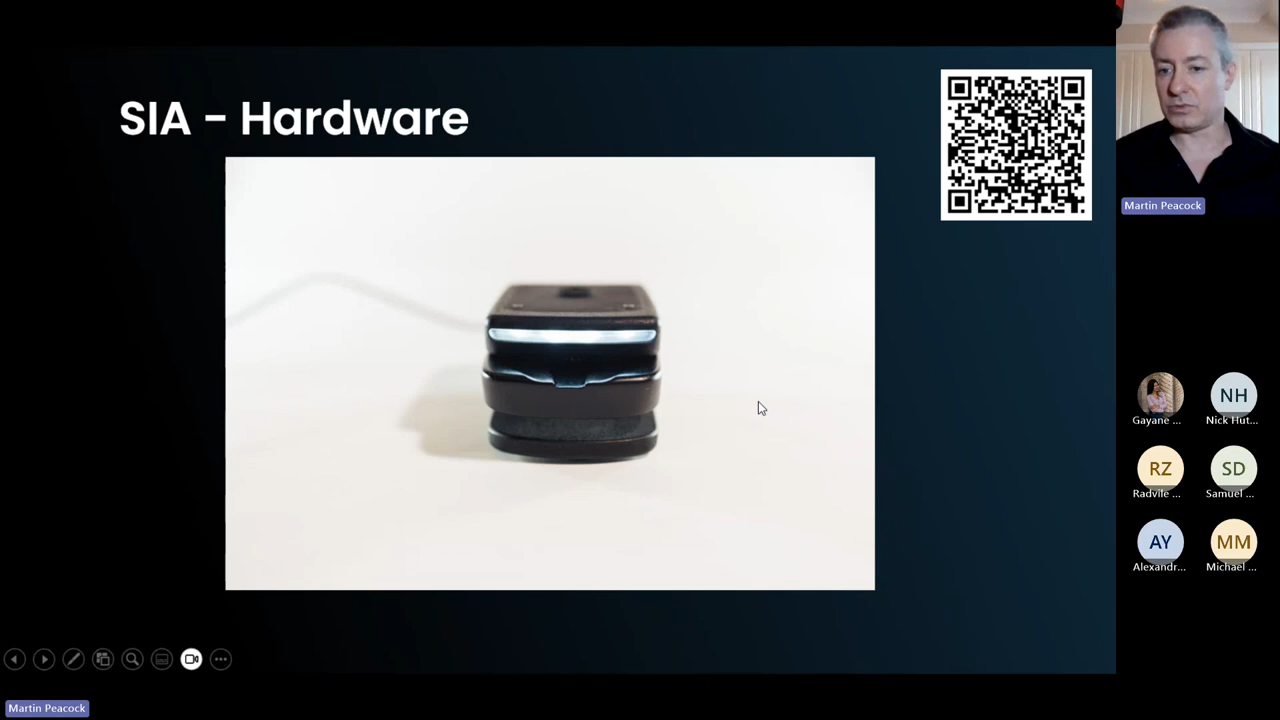 SIA - Hardware
Martin Peacock
Gayane ...
NH
Nick Hut...
RZ
Radvile ...
SD
Samuel ...
AY
Alexandr...
MM
Michael ...
Martin Peacock